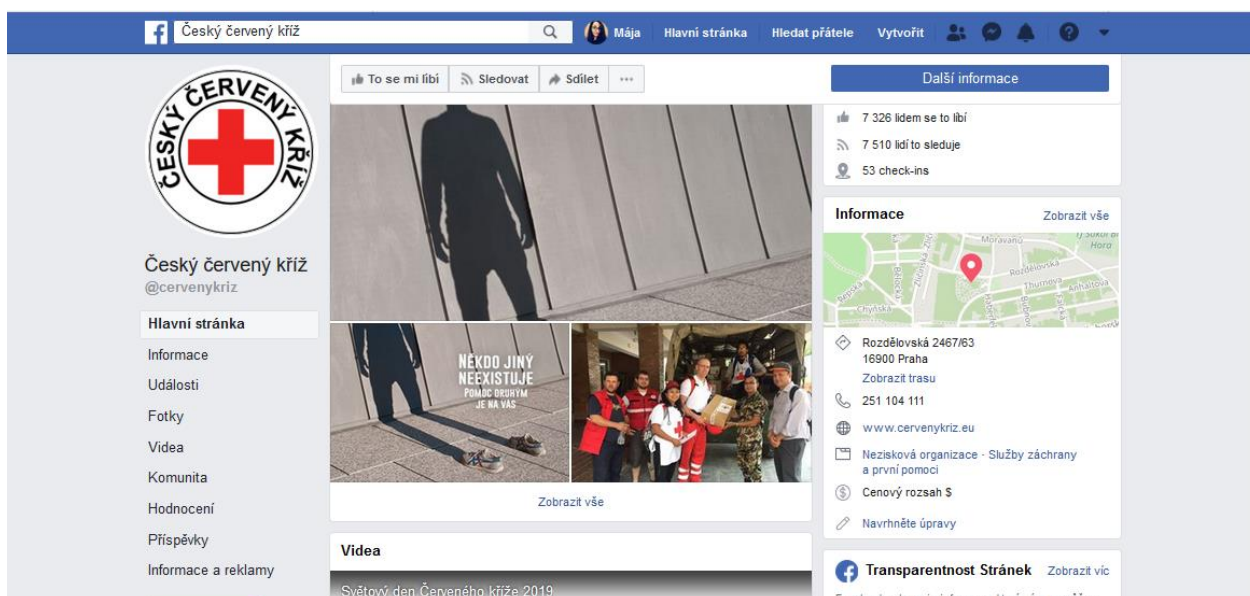 Český červený kříž
Mája
Hlavní stránka
Hledat přátele
Vytvořit
ČESKÝ ČERVENÝ KŘÍŽ
Český červený kříž
@cervenykriz
Hlavní stránka
Informace
Události
Fotky
Videa
Komunita
Hodnocení
Příspěvky
Informace a reklamy
To se mi líbí
Sledovat
Sdílet
NĚKDO JINÝ
NEEXISTUJE
POMOC DRUHÝM
JE NA VÁS
Zobrazit vše
Videa
Světový den Červeného kříže 2019
Další informace
7 326 lidem se to líbí
7 510 lidí to sleduje
53 check-ins
Informace
Zobrazit vše
Moravanů
Hora
Rozdělovská
Thurnova
Anhaltova
Chýňská
Rozdělovská 2467/63
16900 Praha
Zobrazit trasu
251 104 111
www.cervenykriz.eu
Nezisková organizace · Služby záchrany
a první pomoci
Cenový rozsah $
Navrhněte úpravy
Transparentnost Stránek
Zobrazit víc